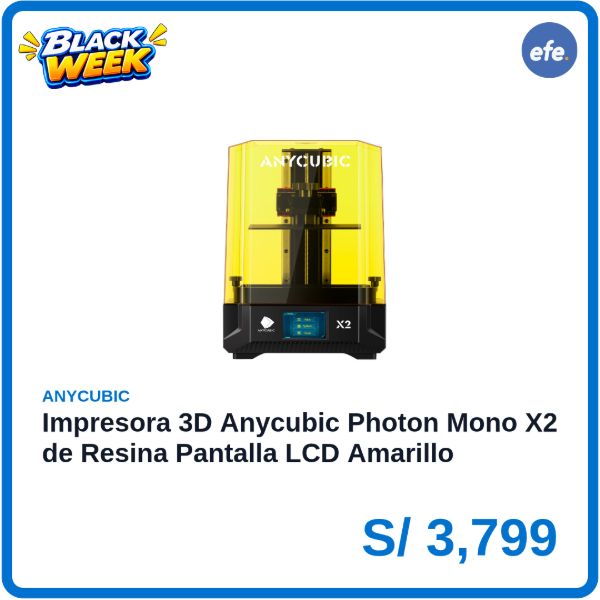 BLACK
WEEK
efe.
ANYCUBIC
ANYCUBIC
X2
ANYCUBIC
Impresora 3D Anycubic Photon Mono X2
de Resina Pantalla LCD Amarillo
S/ 3,799